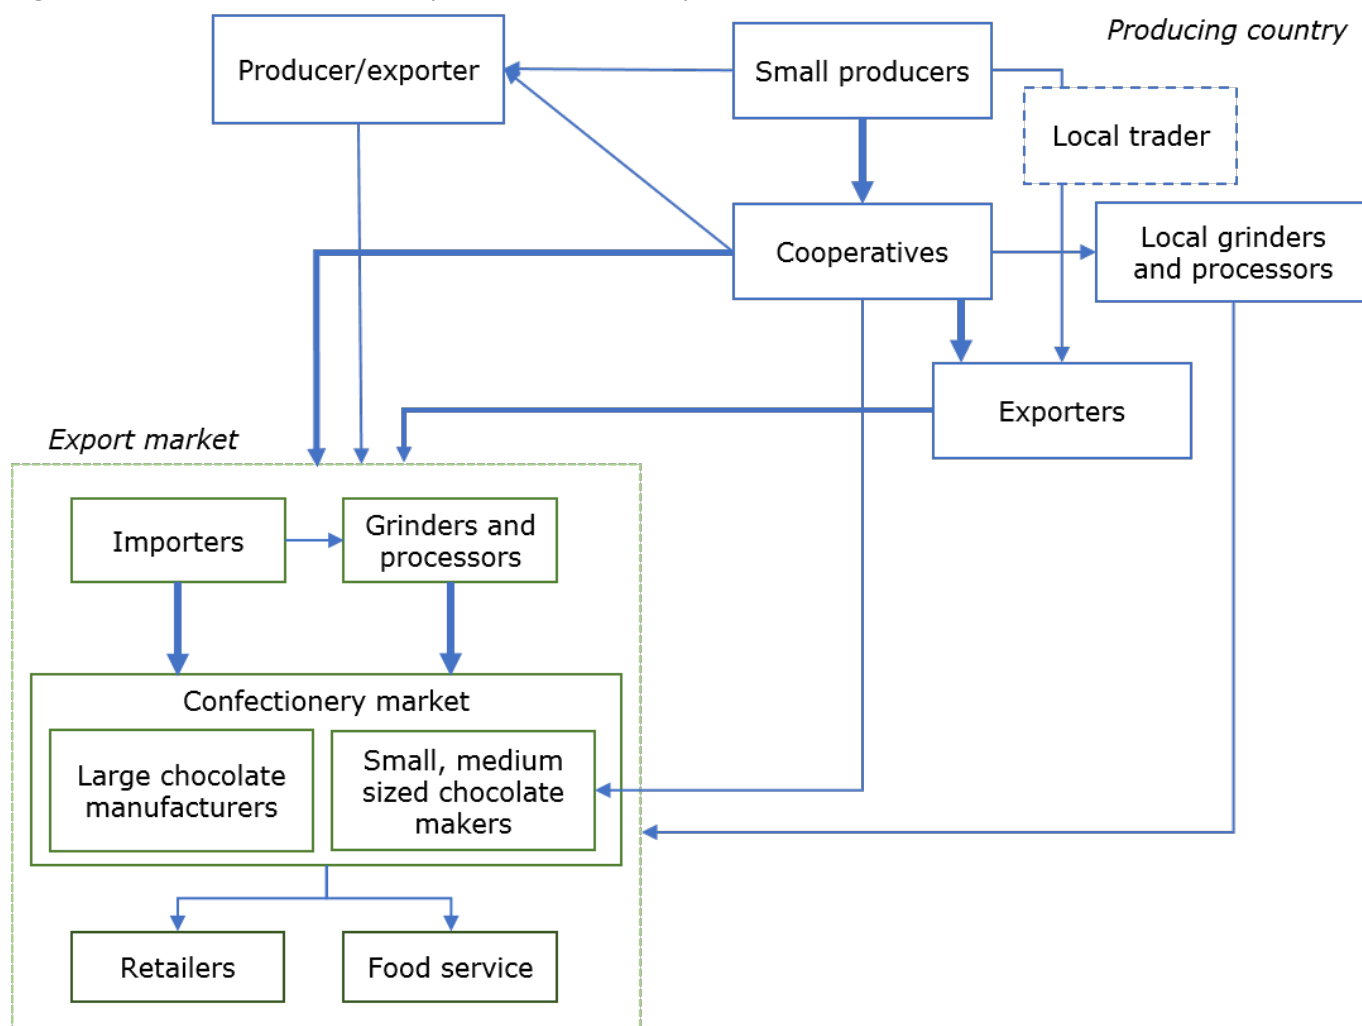 Producing country
Producer/exporter
Small producers
Local trader
Cooperatives
Local grinders
and processors
Exporters
Export market
Importers
Grinders and
processors
Confectionery market
Large chocolate
manufacturers
Small, medium
sized chocolate
makers
Retailers
Food service